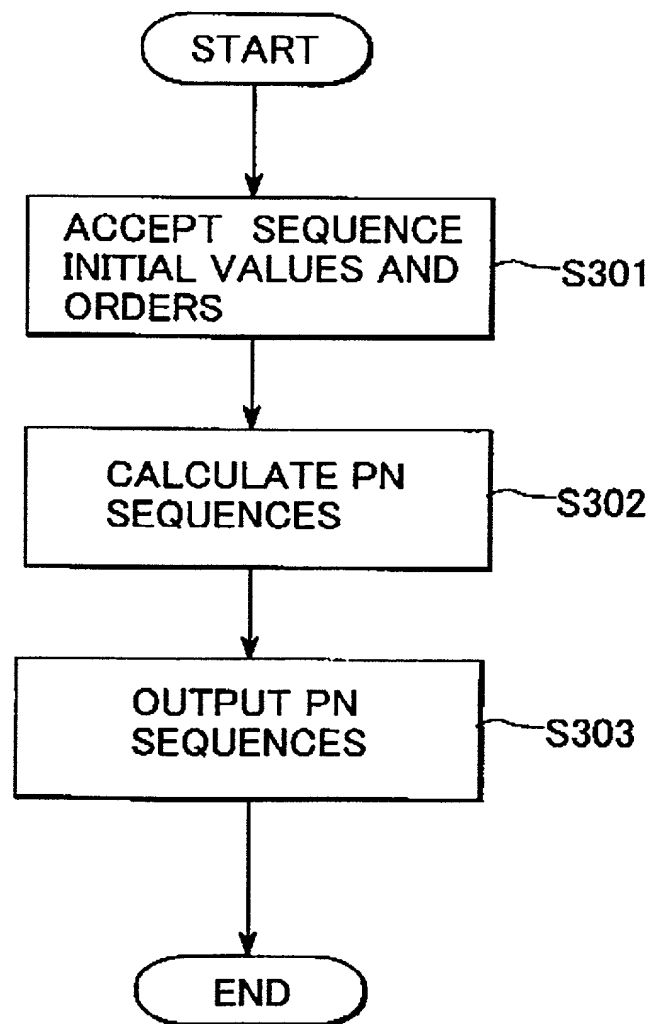 START
ACCEPT SEQUENCE
INITIAL VALUES AND
ORDERS
S301
CALCULATE PN
SEQUENCES
S302
OUTPUT PN
SEQUENCES
S303
END